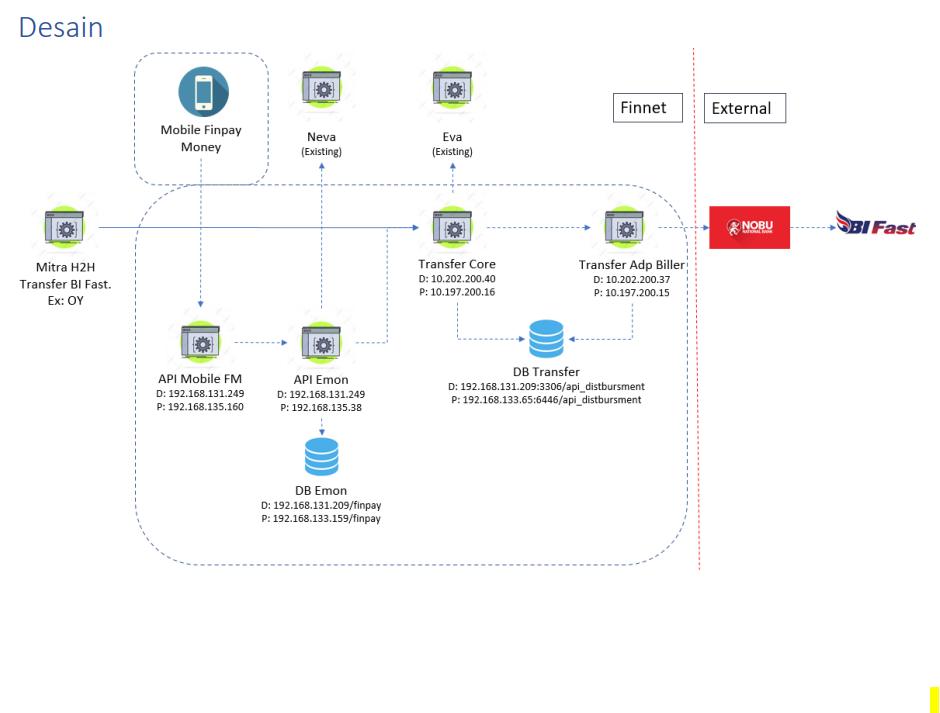 Desain
Mobile Finpay
Money
Neva
(Existing)
Eva
(Existing)
Finnet
External
Mitra H2H
Transfer BI Fast.
Ex: OY
Transfer Core
D: 10.202.200.40
P: 10.197.200.16
Transfer Adp Biller
D: 10.202.200.37
P: 10.197.200.15
NOBU
NATIONAL BANK
BI Fast
API Mobile FM
D: 192.168.131.249
P: 192.168.135.160
API Emon
D: 192.168.131.249
P: 192.168.135.38
DB Transfer
D: 192.168.131.209:3306/api_distbursment
P: 192.168.133.65:6446/api_distbursment
DB Emon
D: 192.168.131.209/finpay
P: 192.168.133.159/finpay